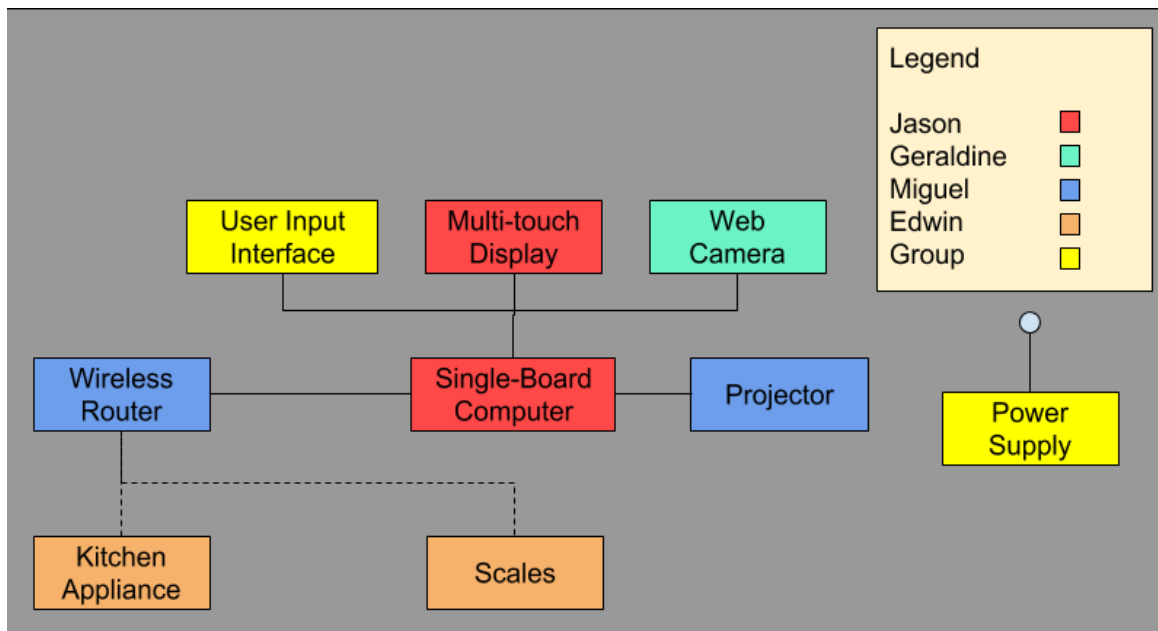 Legend
Jason
Geraldine
Miguel
Edwin
Group
User Input
Interface
Multi-touch
Display
Web
Camera
Wireless
Router
Single-Board
Computer
Projector
Power
Supply
Kitchen
Appliance
Scales